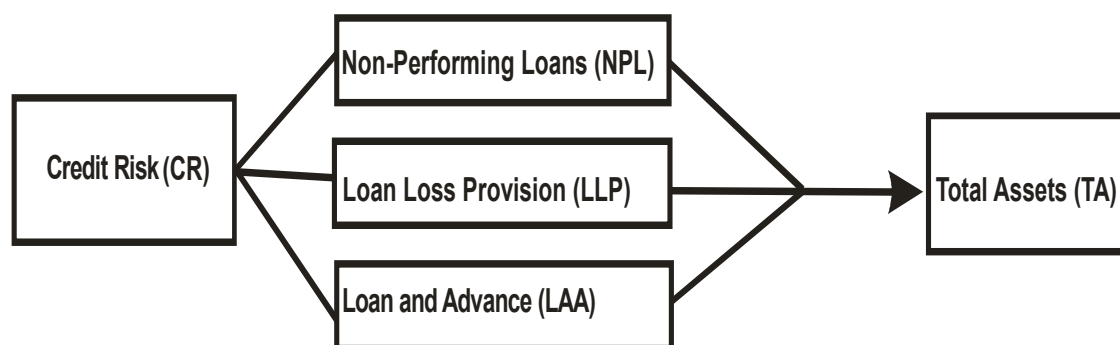 Non-Performing Loans (NPL)
Credit Risk (CR)
Loan Loss Provision (LLP)
Total Assets (TA)
Loan and Advance (LAA)